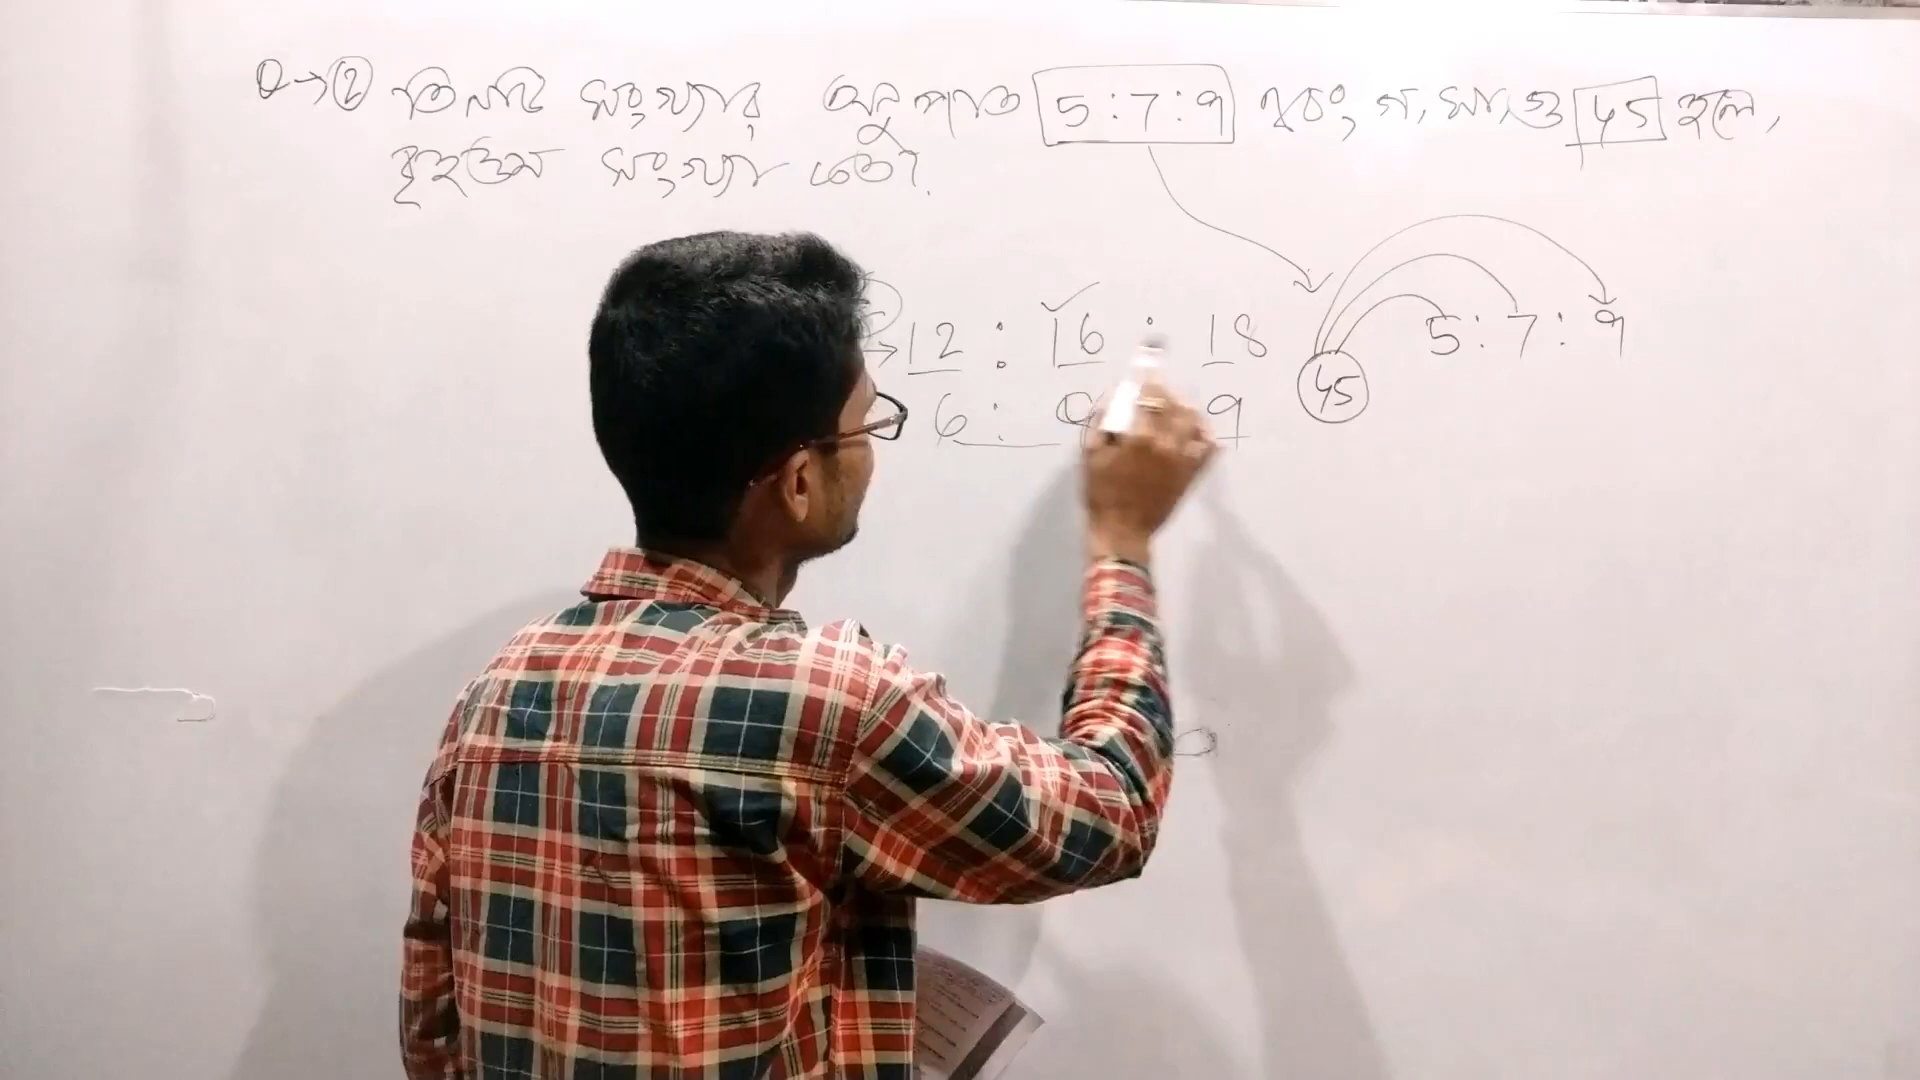 Q→② তিনটি সংখ্যার অনুপাত 5:7:9 এবং গ,সা,গু 45 হলে,
বৃহত্তম সংখ্যা কত?
12 : 16 : 18
6 : 9
45
5:7:9